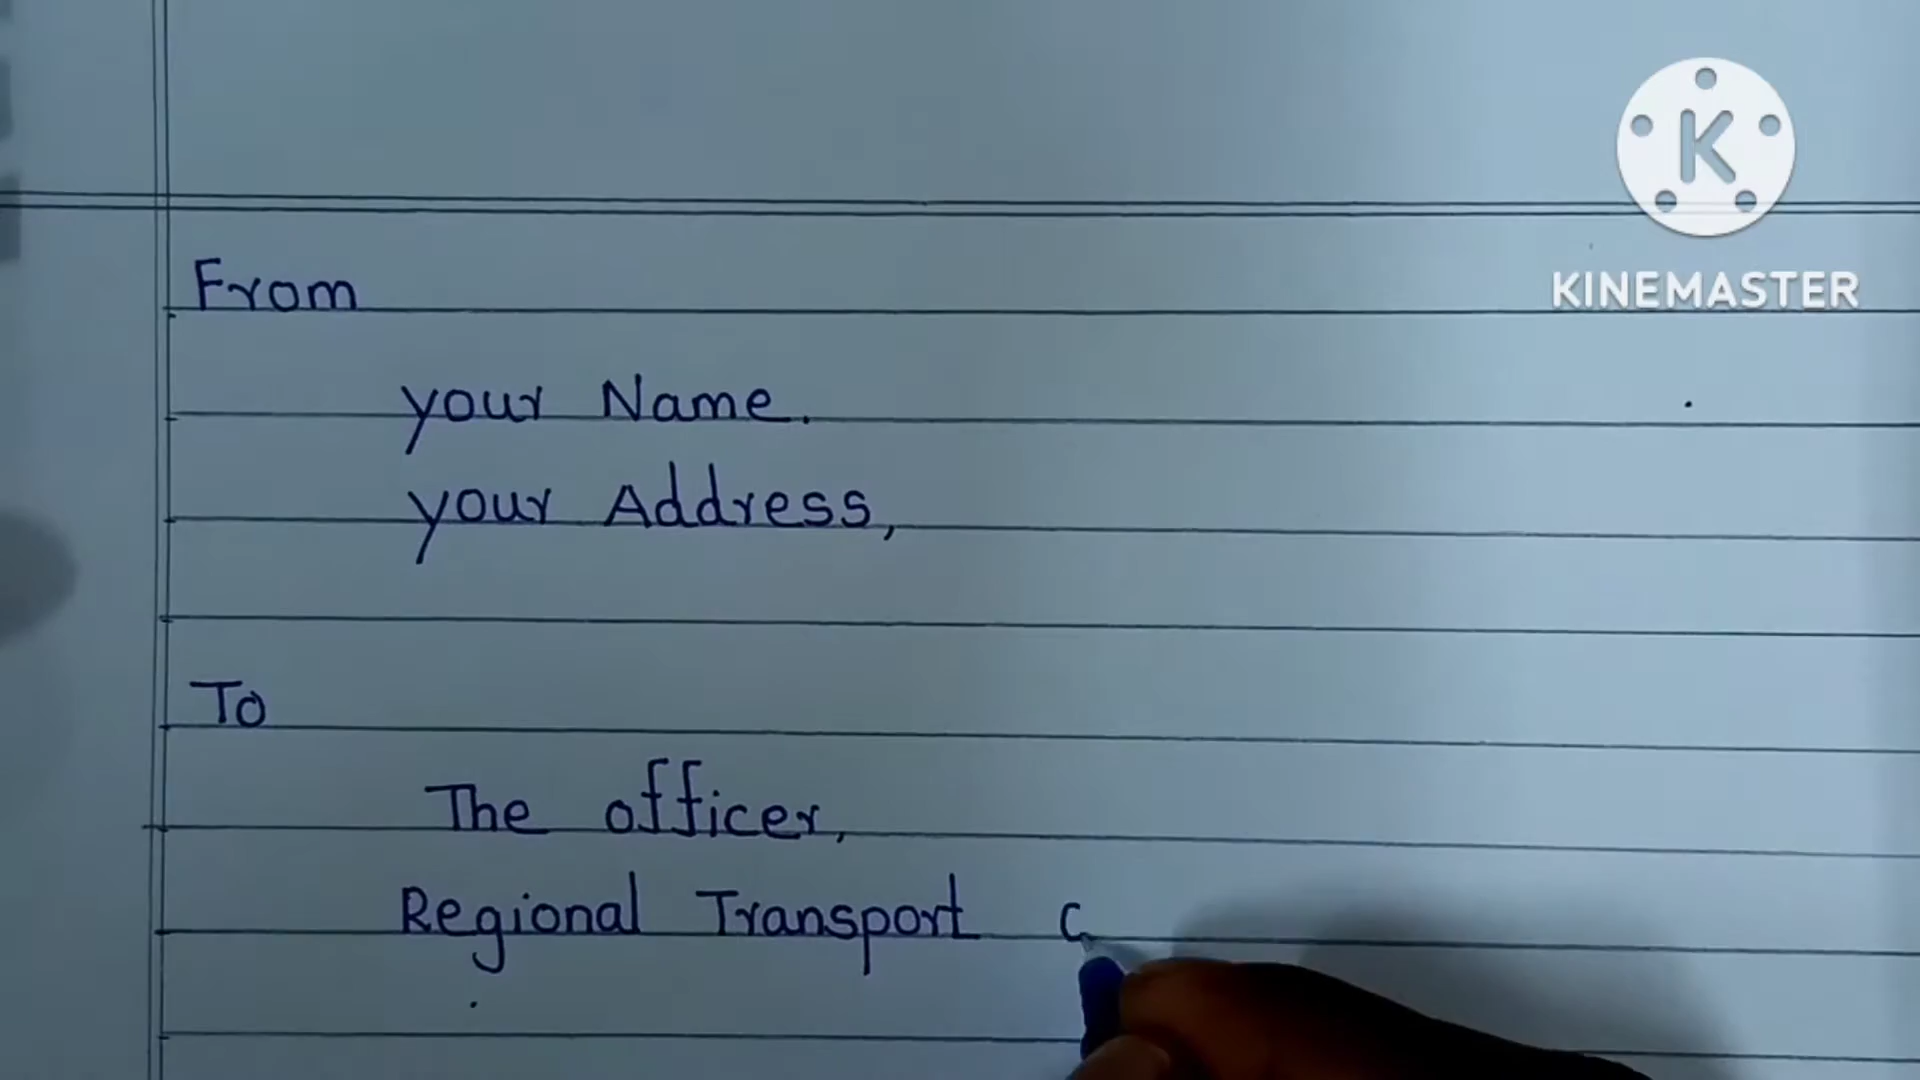 KINEMASTER
From
your Name.
your Address,
To
The officer,
Regional Transport